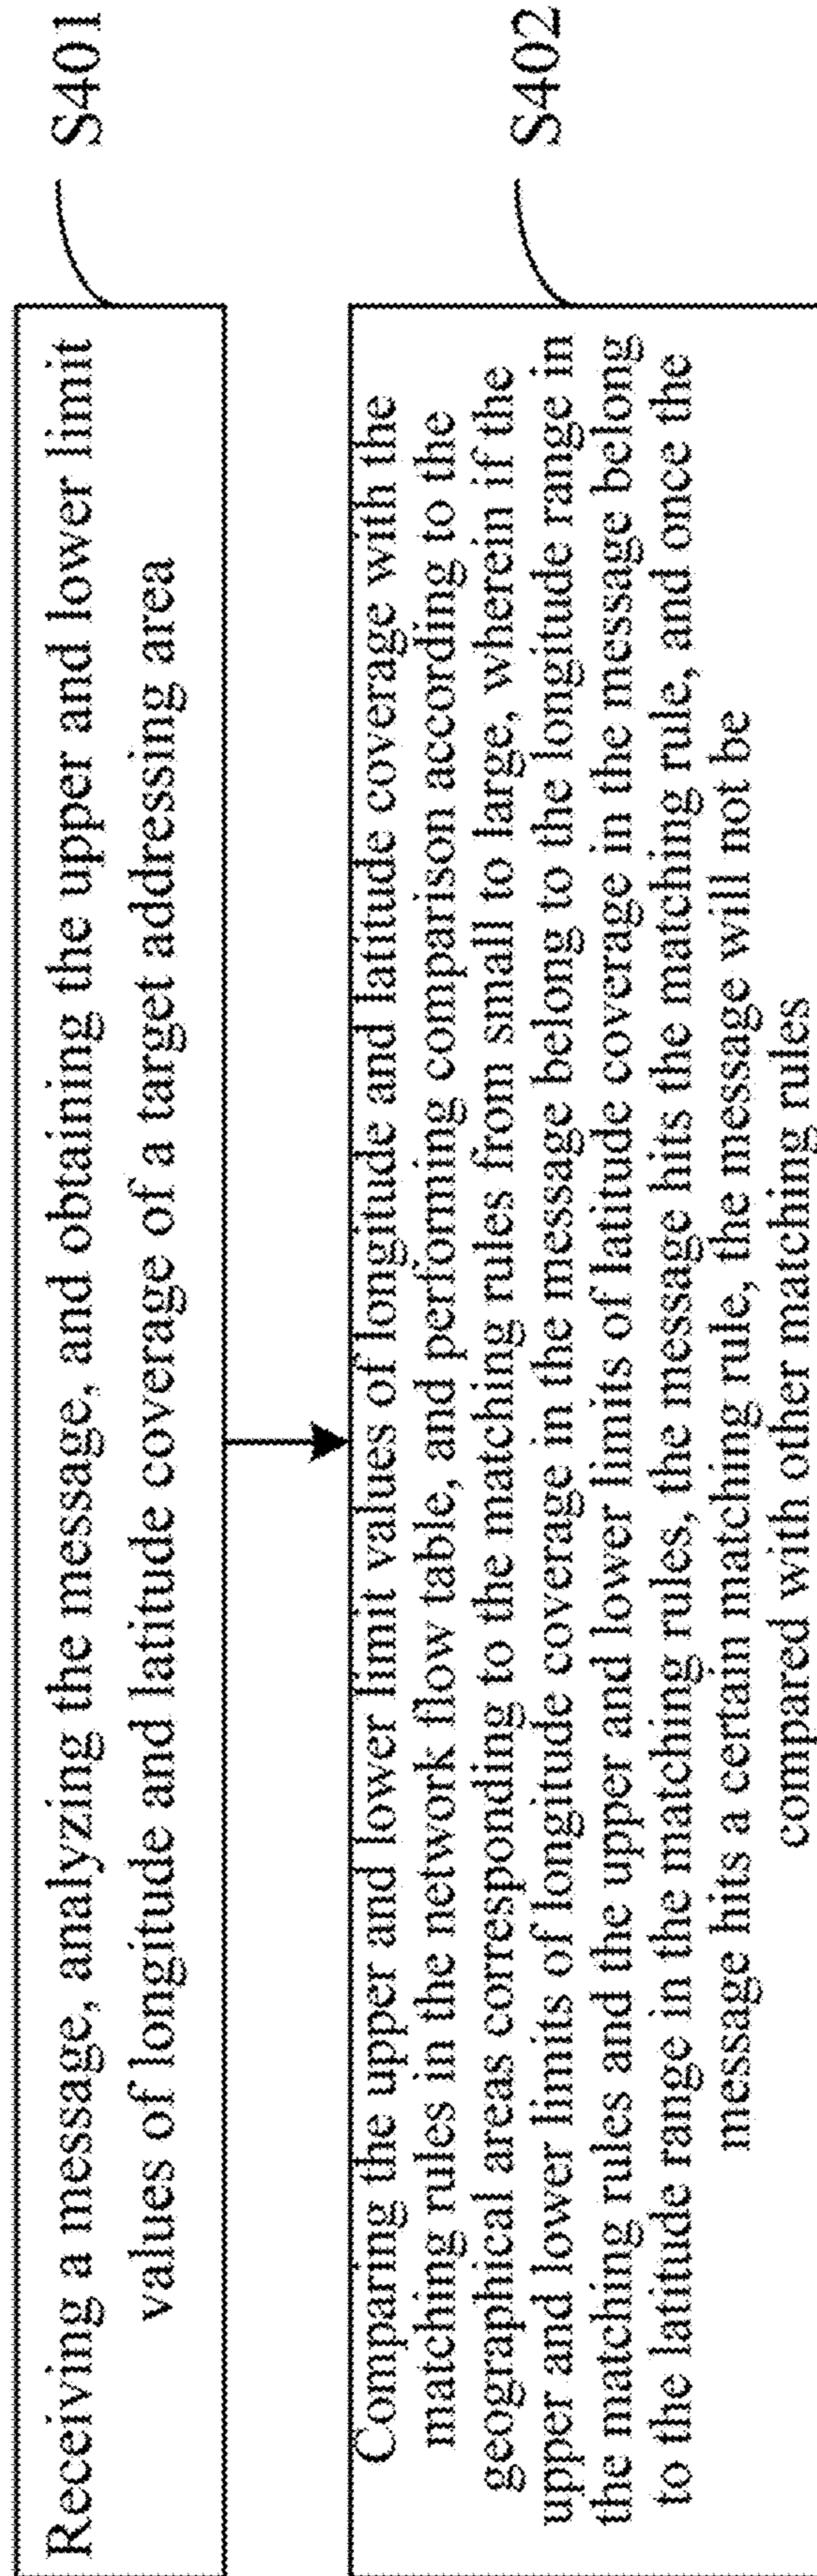 Receiving a message, analyzing the message, and obtaining the upper and lower limit
values of longitude and latitude coverage of a target addressing area
S401
Comparing the upper and lower limit values of longitude and latitude coverage with the
matching rules in the network flow table, and performing comparison according to the
geographical areas corresponding to the matching rules from small to large, wherein if the
upper and lower limits of longitude coverage in the message belong to the longitude range in
the matching rules and the upper and lower limits of latitude coverage in the message belong
to the latitude range in the matching rules, the message hits the matching rule, and once the
message hits a certain matching rule, the message will not be
compared with other matching rules
S402